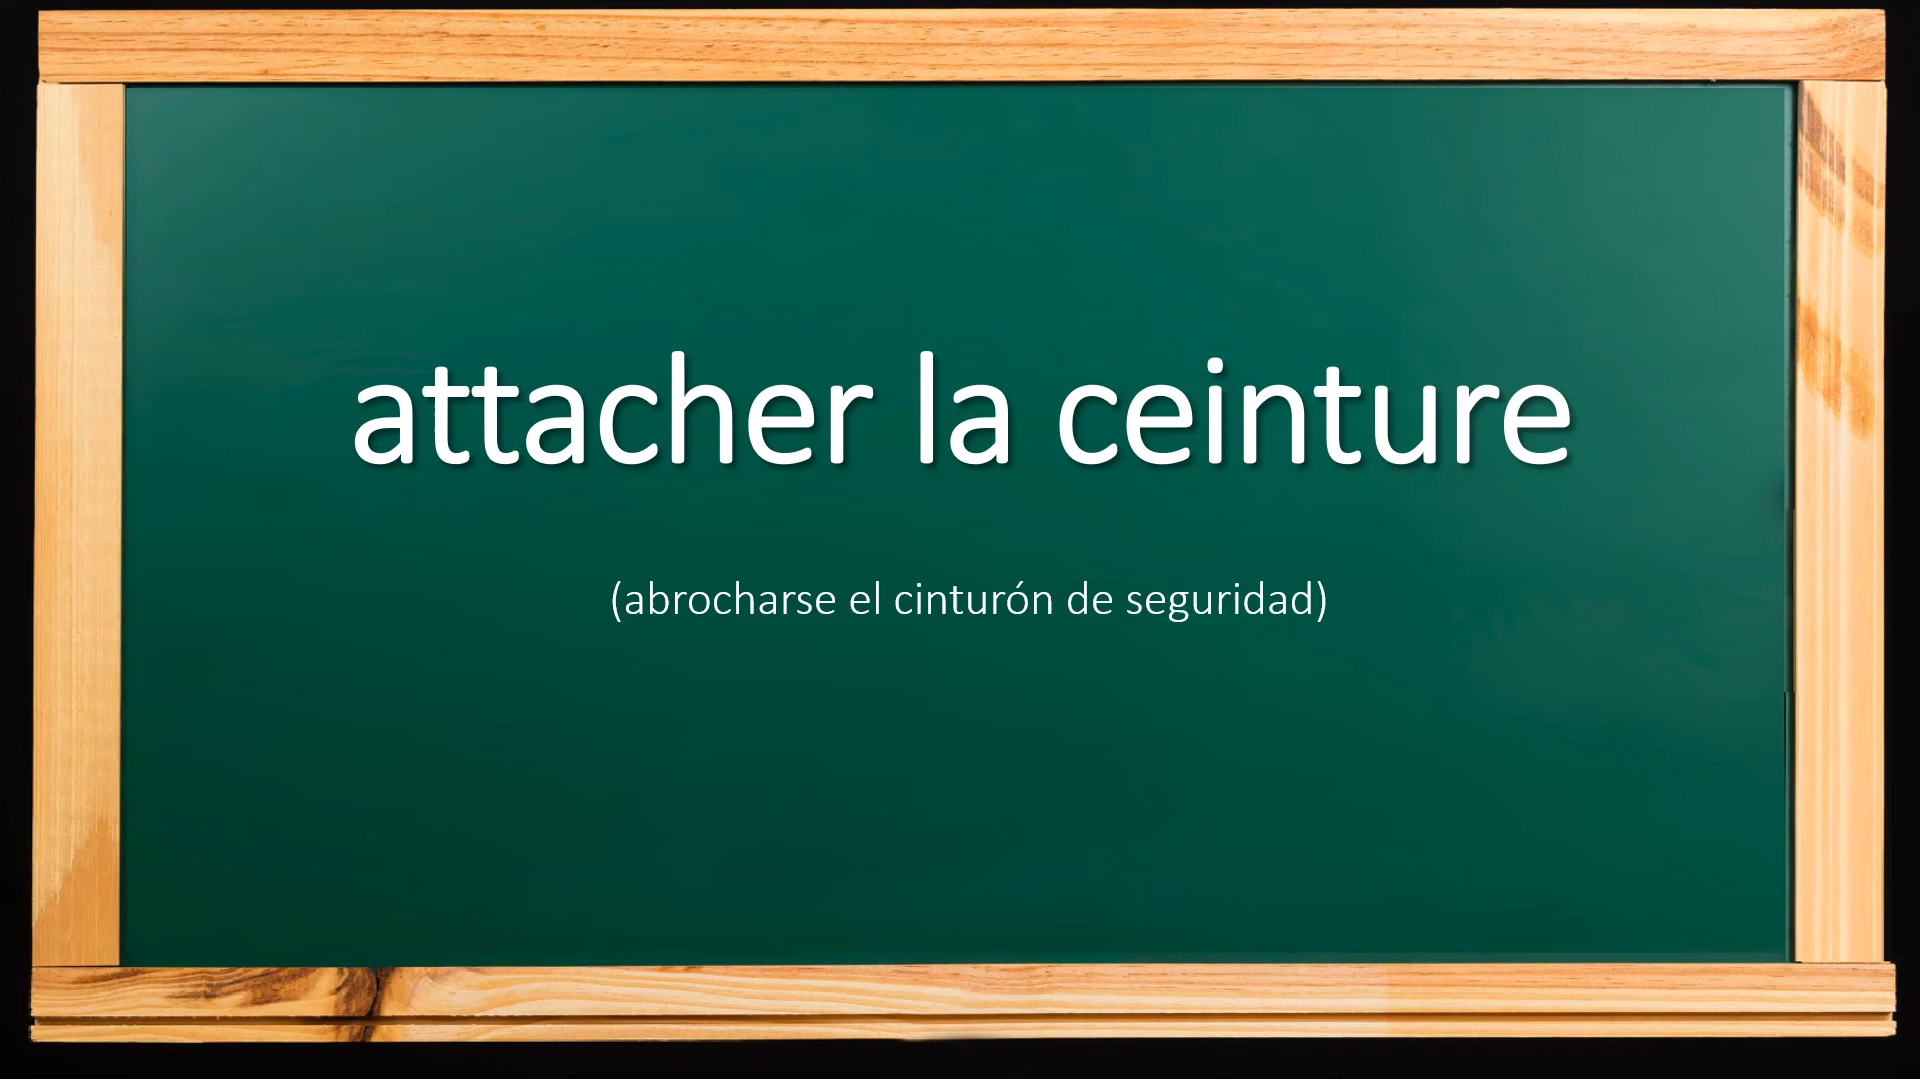 attacher la ceinture
(abrocharse el cinturón de seguridad)